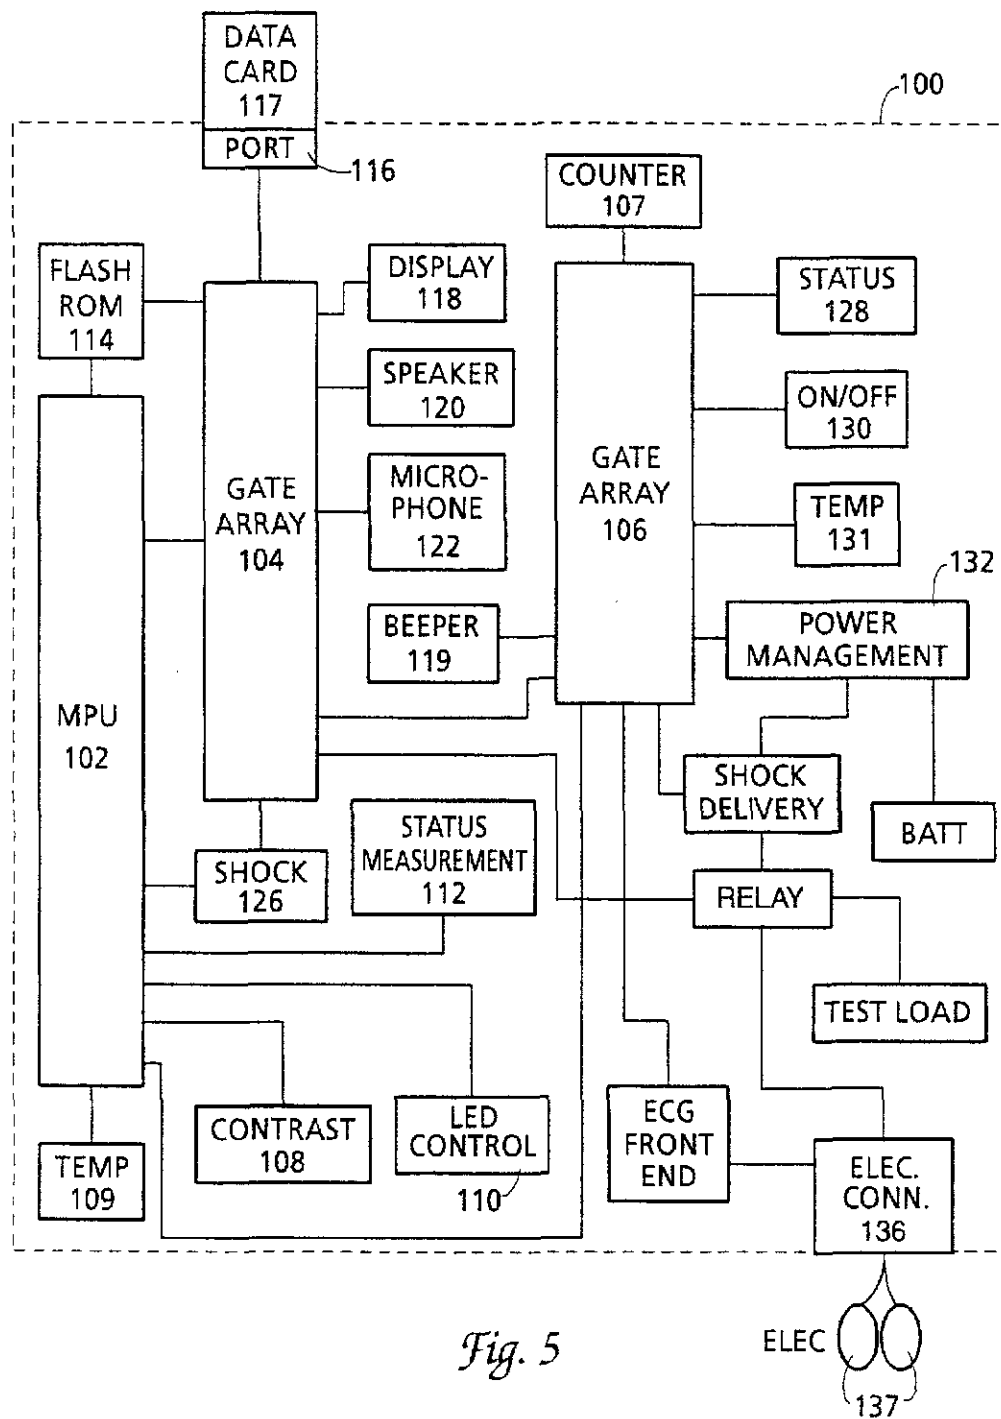 DATA
CARD
117
PORT
116
100
COUNTER
107
FLASH
ROM
114
DISPLAY
118
STATUS
128
SPEAKER
120
ON/OFF
130
GATE
ARRAY
104
MICRO-
PHONE
122
GATE
ARRAY
106
TEMP
131
132
BEEPER
119
POWER
MANAGEMENT
MPU
102
SHOCK
DELIVERY
BATT
STATUS
MEASUREMENT
112
SHOCK
126
RELAY
TEST LOAD
CONTRAST
108
LED
CONTROL
110
ECG
FRONT
END
TEMP
109
ELEC.
CONN.
136
ELEC
137
Fig. 5